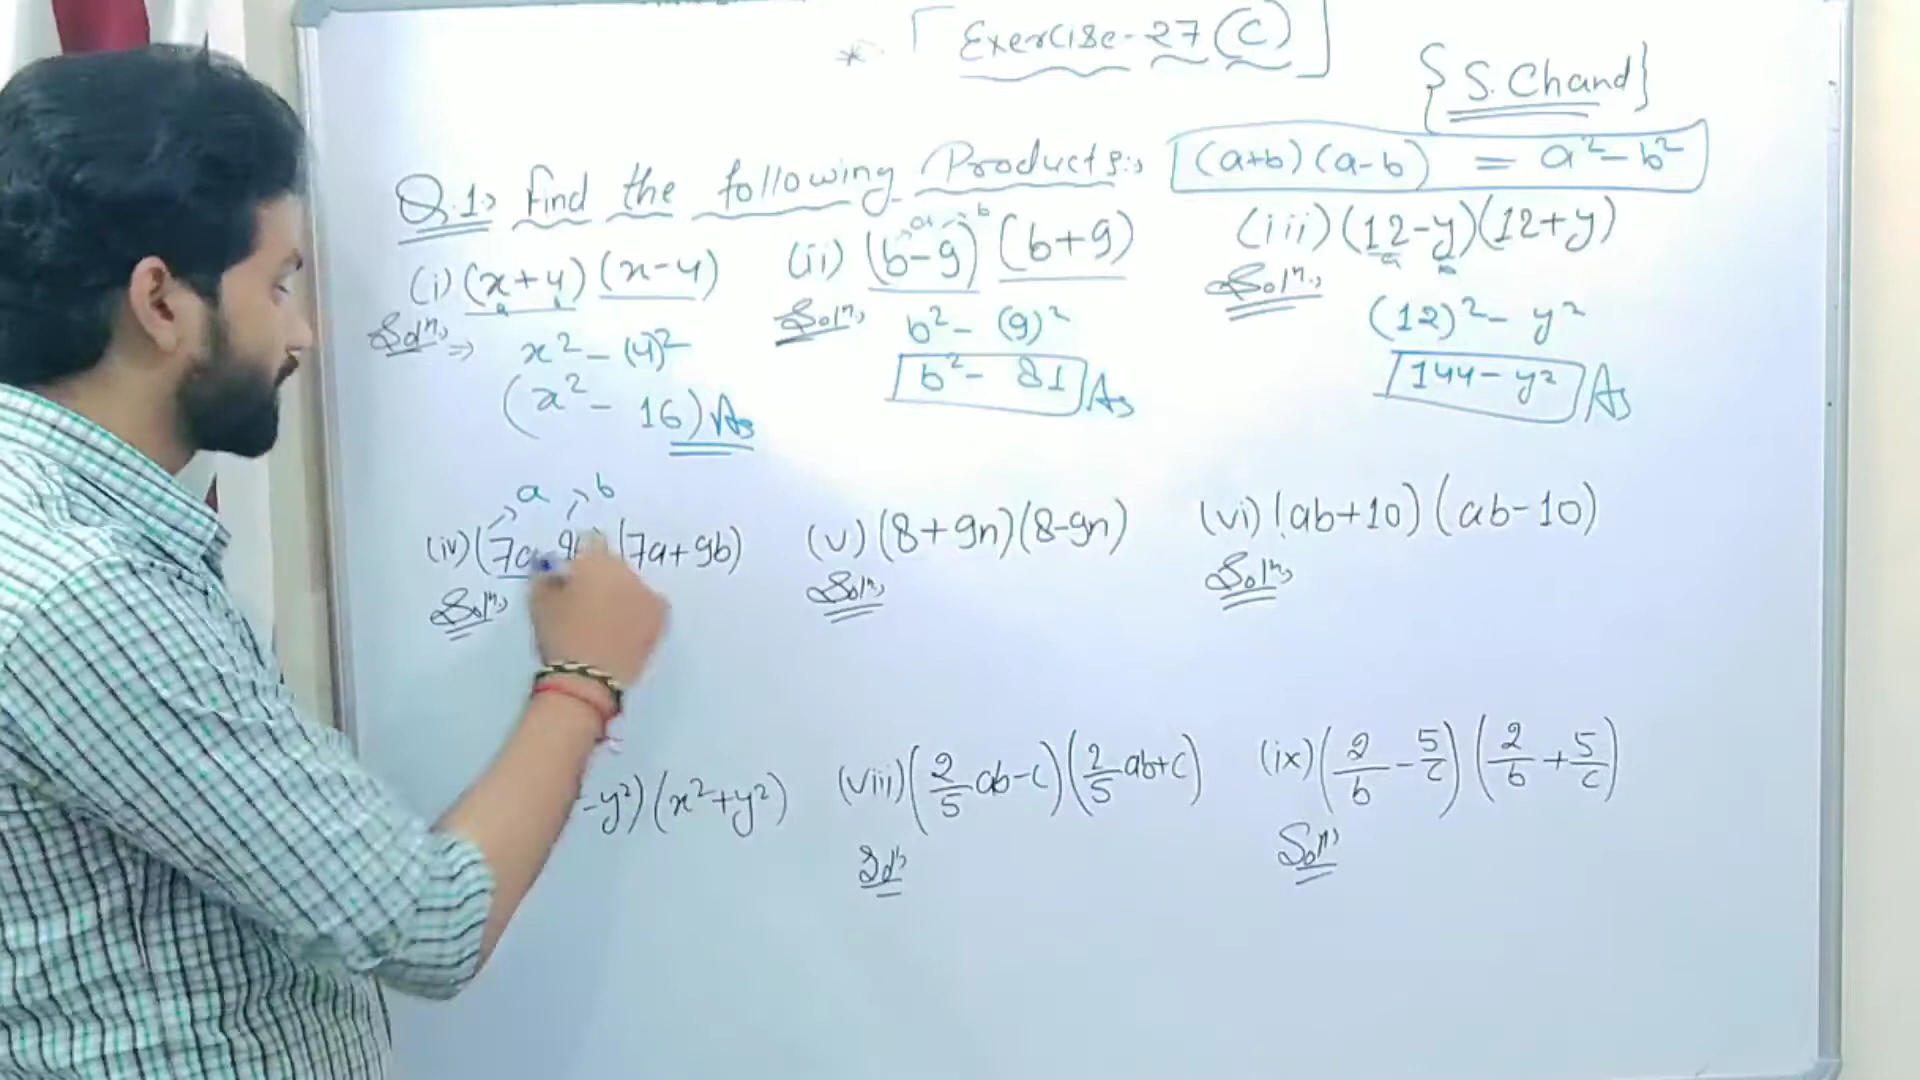 * [Exercise-27(C)]
{S. Chand}
Q.1 Find the following Products:
(a+b)(a-b) = a²-b²
(i) (x+4)(x-4)
a b
Solⁿ. ⇒ x² - (4)²
(x² - 16) As
(ii) (b-9)(b+9)
a b
Solⁿ. b² - (9)²
b² - 81 As
(iii) (12-y)(12+y)
a b
Solⁿ. (12)² - y²
144 - y² As
a b
(iv) (7a (7a+9b)
Solⁿ.
(v) (8+9n)(8-9n)
Solⁿ.
(vi) (ab+10)(ab-10)
Solⁿ.
-y²)(x²+y²)
(viii) (2/5 ab-c)(2/5 ab+c)
Solⁿ.
(ix) (2/b - 5/c)(2/b + 5/c)
Solⁿ.